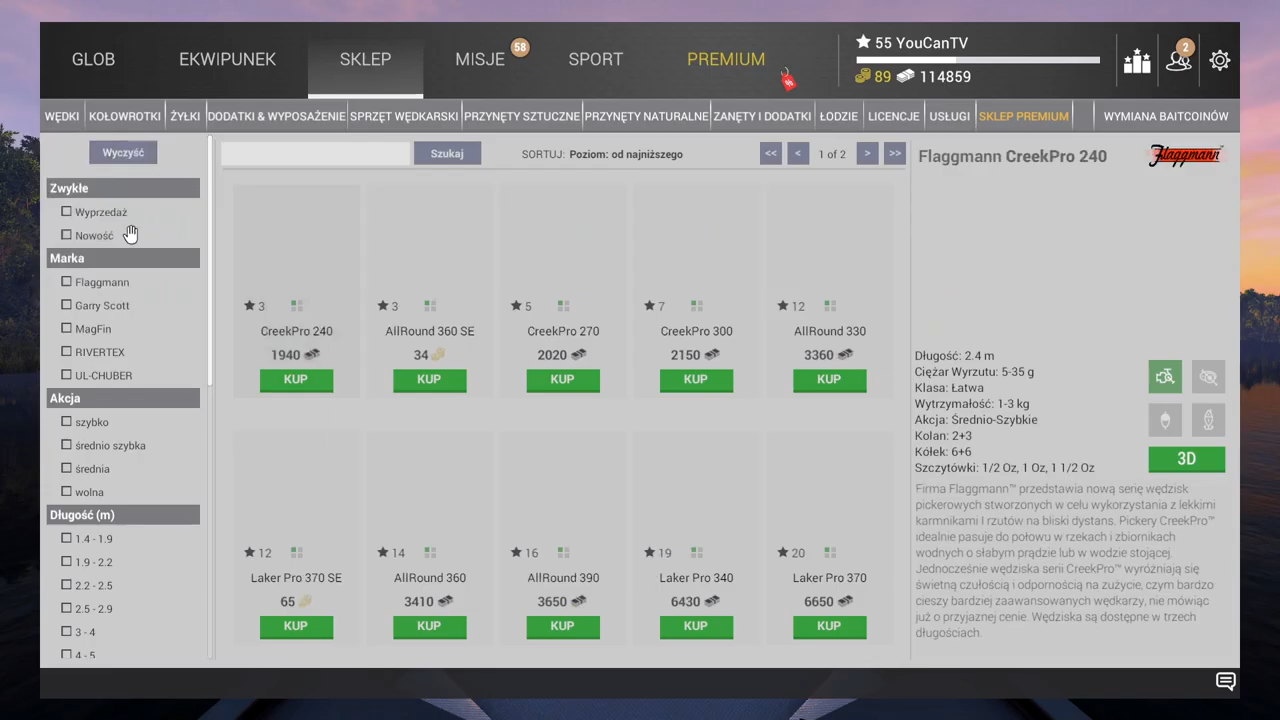 GLOB EKWIPUNEK SKLEP MISJE 58 SPORT PREMIUM %
55 YouCanTV
89 114859
2
WĘDKI KOŁOWROTKI ŻYŁKI DODATKI & WYPOSAŻENIE SPRZĘT WĘDKARSKI PRZYNĘTY SZTUCZNE PRZYNĘTY NATURALNE ZANĘTY I DODATKI ŁODZIE LICENCJE USŁUGI SKLEP PREMIUM WYMIANA BAITCOINÓW
Wyczyść
Zwykłe
Wyprzedaż
Nowość
Marka
Flaggmann
Garry Scott
MagFin
RIVERTEX
UL-CHUBER
Akcja
szybko
średnio szybka
średnia
wolna
Długość (m)
1.4 - 1.9
1.9 - 2.2
2.2 - 2.5
2.5 - 2.9
3 - 4
4 - 5
Szukaj SORTUJ: Poziom: od najniższego << < 1 of 2 > >>
3 3 5 7 12
CreekPro 240 AllRound 360 SE CreekPro 270 CreekPro 300 AllRound 330
1940 34 2020 2150 3360
KUP KUP KUP KUP KUP
12 14 16 19 20
Laker Pro 370 SE AllRound 360 AllRound 390 Laker Pro 340 Laker Pro 370
65 3410 3650 6430 6650
KUP KUP KUP KUP KUP
Flaggmann CreekPro 240 Flaggmann
Długość: 2.4 m
Ciężar Wyrzutu: 5-35 g
Klasa: Łatwa
Wytrzymałość: 1-3 kg
Akcja: Średnio-Szybkie
Kolan: 2+3
Kółek: 6+6
Szczytówki: 1/2 Oz, 1 Oz, 1 1/2 Oz
3D
Firma Flaggmann™ przedstawia nową serię wędzisk
pickerowych stworzonych w celu wykorzystania z lekkimi
karmnikami I rzutów na bliski dystans. Pickery CreekPro™
idealnie pasuje do połowu w rzekach i zbiornikach
wodnych o słabym prądzie lub w wodzie stojącej.
Jednocześnie wędziska serii CreekPro™ wyróżniają się
świetną czułością i odpornością na zużycie, czym bardzo
cieszy bardziej zaawansowanych wędkarzy, nie mówiąc
już o przyjaznej cenie. Wędziska są dostępne w trzech
długościach.